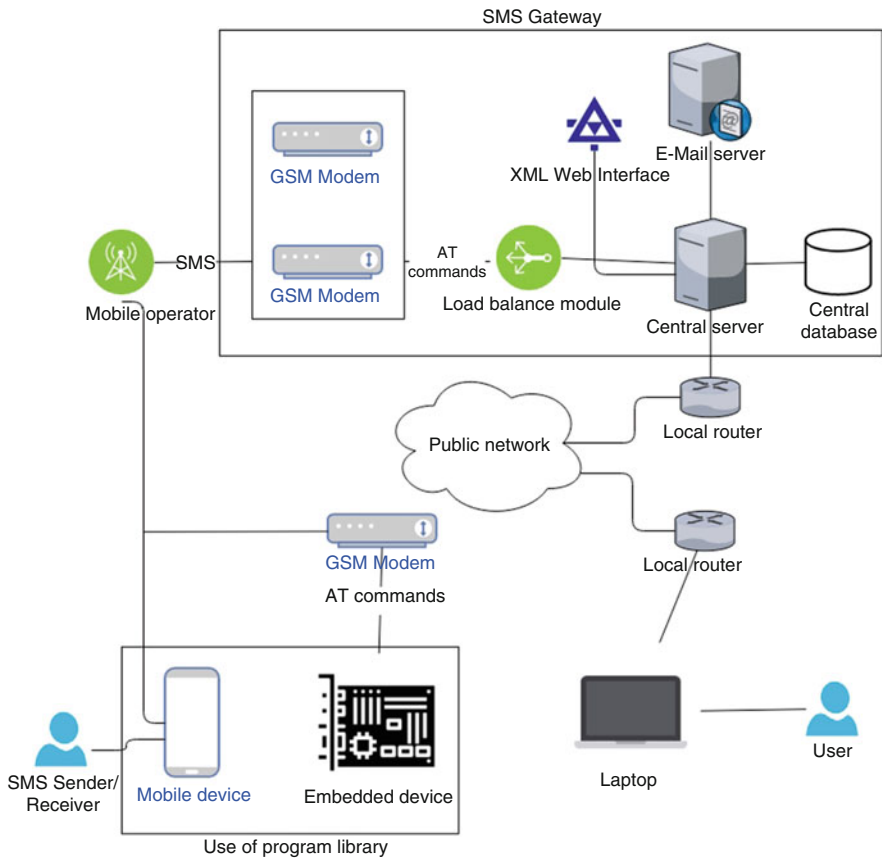 SMS Gateway
GSM Modem
E-Mail server
XML Web Interface
SMS
GSM Modem
AT
commands
Load balance module
Mobile operator
Central server
Central
database
Local router
Public network
GSM Modem
Local router
AT commands
SMS Sender/
Receiver
Mobile device
Embedded device
Laptop
User
Use of program library